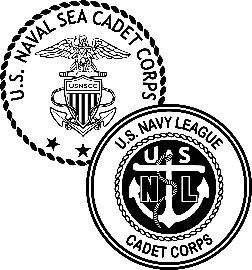 U.S. NAVAL SEA CADET CORPS
USNSCC
U.S. NAVY LEAGUE
U S
N L
CADET CORPS